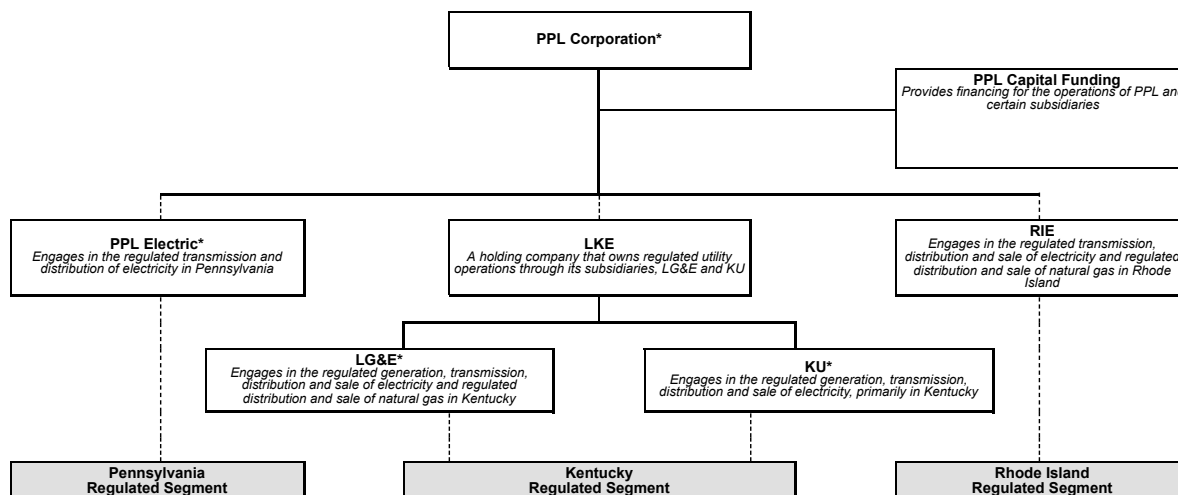 PPL Corporation*
PPL Capital Funding
Provides financing for the operations of PPL and
certain subsidiaries
PPL Electric*
Engages in the regulated transmission and
distribution of electricity in Pennsylvania
LKE
A holding company that owns regulated utility
operations through its subsidiaries, LG&E and KU
RIE
Engages in the regulated transmission,
distribution and sale of electricity and regulated
distribution and sale of natural gas in Rhode
Island
LG&E*
Engages in the regulated generation, transmission,
distribution and sale of electricity and regulated
distribution and sale of natural gas in Kentucky
KU*
Engages in the regulated generation, transmission,
distribution and sale of electricity, primarily in Kentucky
Pennsylvania
Regulated Segment
Kentucky
Regulated Segment
Rhode Island
Regulated Segment